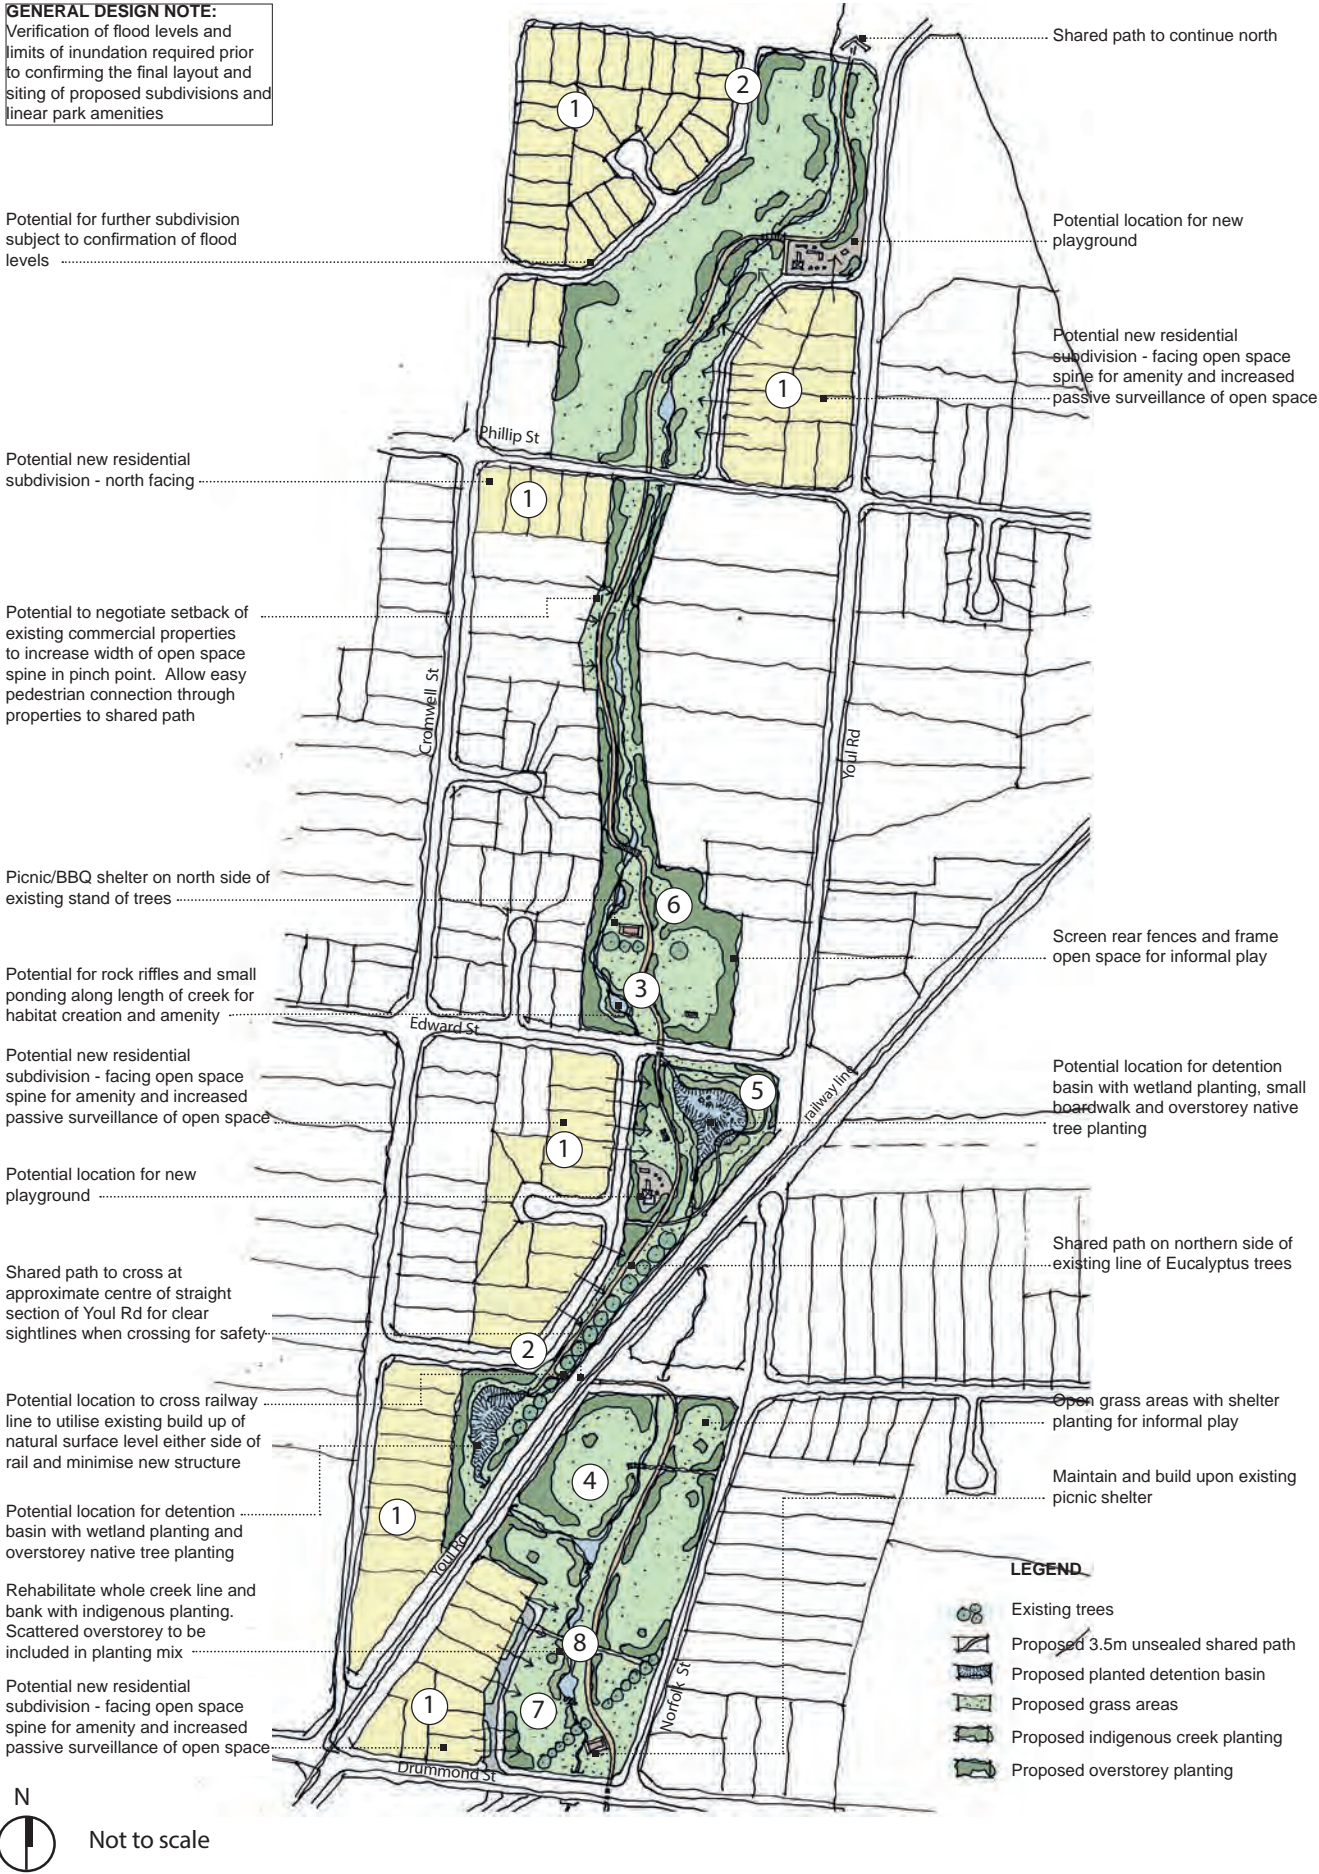 GENERAL DESIGN NOTE:
Verification of flood levels and
limits of inundation required prior
to confirming the final layout and
siting of proposed subdivisions and
linear park amenities
Potential for further subdivision
subject to confirmation of flood
levels
Potential new residential
subdivision - north facing
Potential to negotiate setback of
existing commercial properties
to increase width of open space
spine in pinch point. Allow easy
pedestrian connection through
properties to shared path
Picnic/BBQ shelter on north side of
existing stand of trees
Potential for rock riffles and small
ponding along length of creek for
habitat creation and amenity
Potential new residential
subdivision - facing open space
spine for amenity and increased
passive surveillance of open space
Potential location for new
playground
Shared path to cross at
approximate centre of straight
section of Youl Rd for clear
sightlines when crossing for safety
Potential location to cross railway
line to utilise existing build up of
natural surface level either side of
rail and minimise new structure
Potential location for detention
basin with wetland planting and
overstorey native tree planting
Rehabilitate whole creek line and
bank with indigenous planting.
Scattered overstorey to be
included in planting mix
Potential new residential
subdivision - facing open space
spine for amenity and increased
passive surveillance of open space
N
Not to scale
1
2
1
Phillip St
1
Cromwell St
Youl Rd
6
3
Edward St
5
railway line
1
2
4
1
Youl Rd
8
7
1
Norfolk St
Drummond St
Shared path to continue north
Potential location for new
playground
Potential new residential
subdivision - facing open space
spine for amenity and increased
passive surveillance of open space
Screen rear fences and frame
open space for informal play
Potential location for detention
basin with wetland planting, small
boardwalk and overstorey native
tree planting
Shared path on northern side of
existing line of Eucalyptus trees
Open grass areas with shelter
planting for informal play
Maintain and build upon existing
picnic shelter
LEGEND
Existing trees
Proposed 3.5m unsealed shared path
Proposed planted detention basin
Proposed grass areas
Proposed indigenous creek planting
Proposed overstorey planting